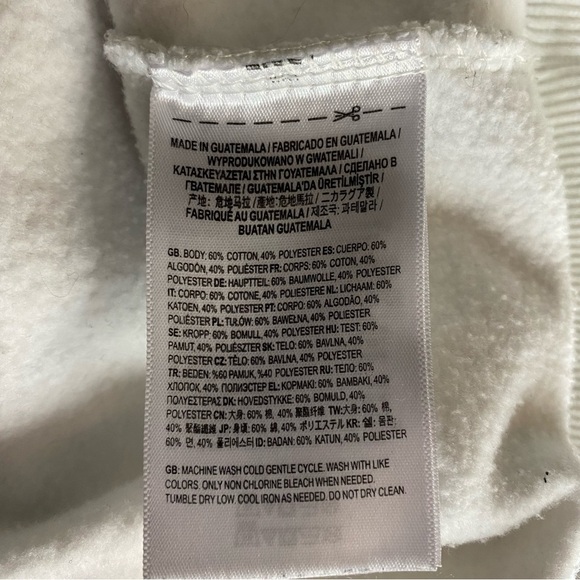 MADE IN GUATEMALA / FABRICADO EN GUATEMALA /
WYPRODUKOWANO W GWATEMALI /
ΚΑΤΑΣΚΕΥΑΖΕΤΑΙ ΣΤΗΝ ΓΟΥΑΤΕΜΑΛΑ / СДЕЛАНО В
ГВАТЕМАЛЕ / GUATEMALA'DA ÜRETİLMİŞTİR /
产地: 危地马拉 / 產地: 危地馬拉 / ニカラグア製 /
FABRIQUÉ AU GUATEMALA / 제조국: 과테말라 /
BUATAN GUATEMALA
GB: BODY: 60% COTTON, 40% POLYESTER ES: CUERPO: 60%
ALGODÓN, 40% POLIÉSTER FR: CORPS: 60% COTON, 40%
POLYESTER DE: HAUPTTEIL: 60% BAUMWOLLE, 40% POLYESTER
IT: CORPO: 60% COTONE, 40% POLIESTERE NL: LICHAAM: 60%
KATOEN, 40% POLYESTER PT: CORPO: 60% ALGODÃO, 40%
POLIÉSTER PL: TUŁÓW: 60% BAWEŁNA, 40% POLIESTER
SE: KROPP: 60% BOMULL, 40% POLYESTER HU: TEST: 60%
PAMUT, 40% POLIÉSZTER SK: TELO: 60% BAVLNA, 40%
POLYESTER CZ: TĚLO: 60% BAVLNA, 40% POLYESTER
TR: BEDEN: %60 PAMUK, %40 POLYESTER RU: ТЕЛО: 60%
ХЛОПОК, 40% ПОЛИЭСТЕР EL: ΚΟΡΜΑΚΙ: 60% ΒΑΜΒΑΚΙ, 40%
ΠΟΛΥΕΣΤΕΡΑΣ DK: HOVEDSTYKKE: 60% BOMULD, 40%
POLYESTER CN: 大身: 60% 棉, 40% 聚酯纤维 TW: 大身: 60% 棉,
40% 聚酯纖維 JP: 身頃: 60% 綿, 40% ポリエステル KR: 겉: 몸판:
60% 면, 40% 폴리에스터 ID: BADAN: 60% KATUN, 40% POLIESTER
GB: MACHINE WASH COLD GENTLE CYCLE. WASH WITH LIKE
COLORS. ONLY NON CHLORINE BLEACH WHEN NEEDED.
TUMBLE DRY LOW. COOL IRON AS NEEDED. DO NOT DRY CLEAN.